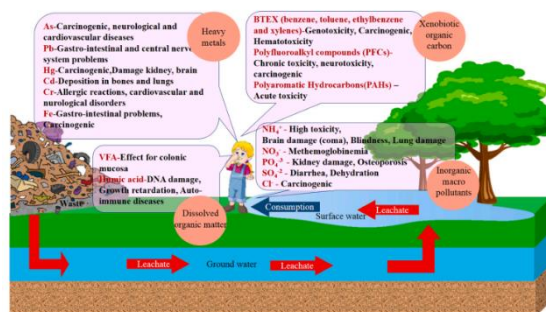 As-Carcinogenic, neurological and
cardiovascular diseases
Pb-Gastro-intestinal and central nerve
system problems
Hg-Carcinogenic,Damage kidney, brain
Cd-Deposition in bones and lungs
Cr-Allergic reactions, cardiovascular and
nurological disorders
Fe-Gastro-intestinal problems,
Carcinogenic
Heavy
metals
BTEX (benzene, toluene, ethylbenzene
and xylenes)-Genotoxicity, Carcinogenic,
Hematotoxicity
Polyfluoroalkyl compounds (PFCs)-
Chronic toxicity, neurotoxicity,
carcinogenic
Polyaromatic Hydrocarbons(PAHs) –
Acute toxicity
Xenobiotic
organic
carbon
VFA-Effect for colonic
mucosa
Humic acid-DNA damage,
Growth retardation, Auto-
immune diseases
NH₄⁺ - High toxicity,
Brain damage (coma), Blindness, Lung damage
NO₃⁻ - Methemoglobinemia
PO₄⁻³ - Kidney damage, Osteoporosis
SO₄⁻² - Diarrhea, Dehydration
Cl⁻ - Carcinogenic
Inorganic
macro
pollutants
Waste
Dissolved
organic matter
Consumption
Surface water
Leachate
Leachate
Ground water
Leachate